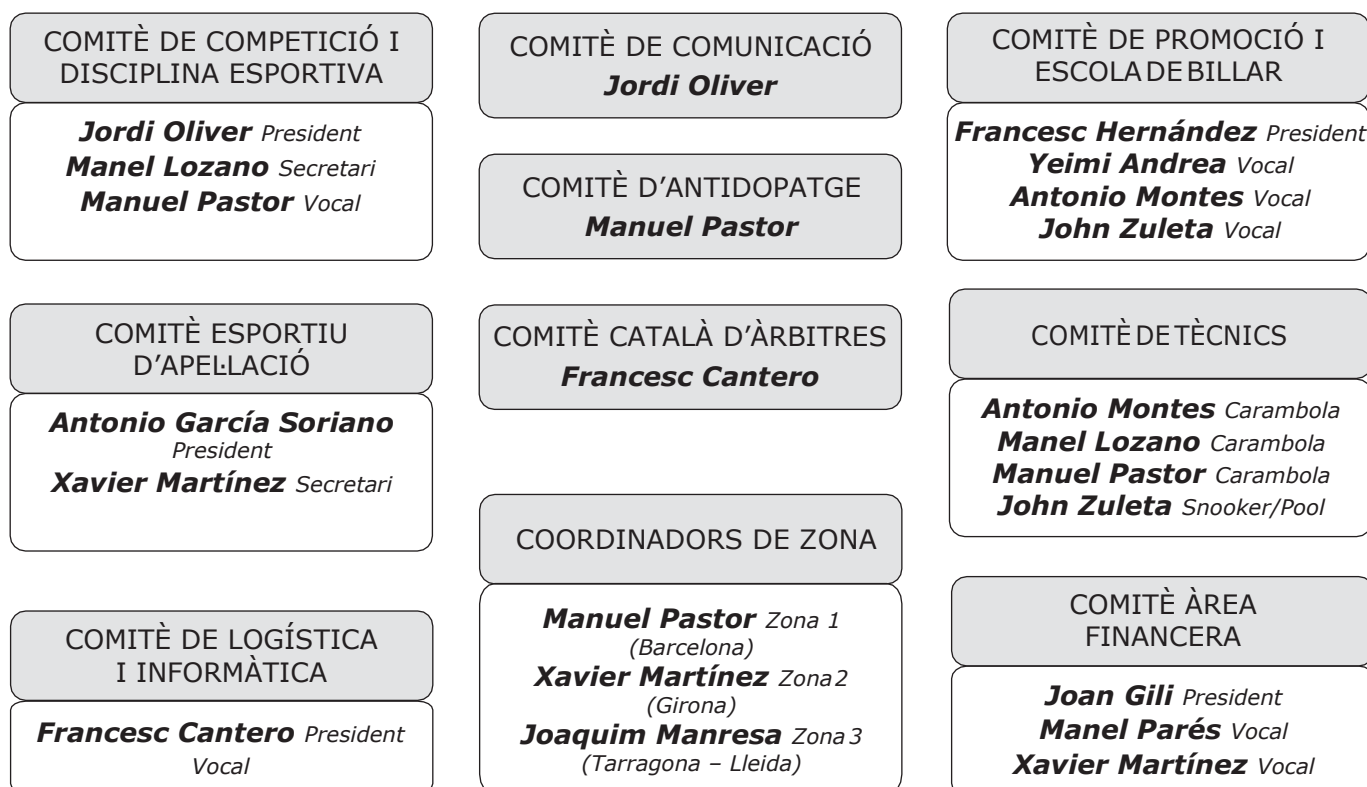 COMITÈ DE COMPETICIÓ I
DISCIPLINA ESPORTIVA
Jordi Oliver President
Manel Lozano Secretari
Manuel Pastor Vocal
COMITÈ ESPORTIU
D'APEL·LACIÓ
Antonio García Soriano
President
Xavier Martínez Secretari
COMITÈ DE LOGÍSTICA
I INFORMÀTICA
Francesc Cantero President
Vocal
COMITÈ DE COMUNICACIÓ
Jordi Oliver
COMITÈ D'ANTIDOPATGE
Manuel Pastor
COMITÈ CATALÀ D'ÀRBITRES
Francesc Cantero
COORDINADORS DE ZONA
Manuel Pastor Zona 1
(Barcelona)
Xavier Martínez Zona 2
(Girona)
Joaquim Manresa Zona 3
(Tarragona – Lleida)
COMITÈ DE PROMOCIÓ I
ESCOLA DE BILLAR
Francesc Hernández President
Yeimi Andrea Vocal
Antonio Montes Vocal
John Zuleta Vocal
COMITÈ DE TÈCNICS
Antonio Montes Carambola
Manel Lozano Carambola
Manuel Pastor Carambola
John Zuleta Snooker/Pool
COMITÈ ÀREA
FINANCERA
Joan Gili President
Manel Parés Vocal
Xavier Martínez Vocal